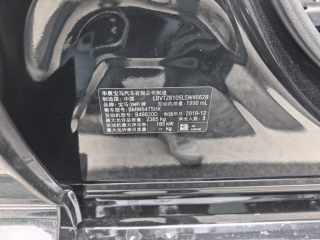 华晨宝马汽车有限公司制造
制造国：中国 LBVTZ6105LSW46628
品牌：宝马(BMW)牌 发动机排量：1998 mL
整车型号：BMW6475HX
发动机型号：B48B20D 制造年月：2019-12
最大允许总质量：2385 kg 乘坐人数：5
发动机最大净功率：185 kW
kg